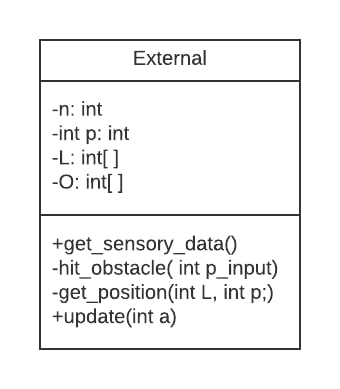 External
-n: int
-int p: int
-L: int[ ]
-O: int[ ]
+get_sensory_data()
-hit_obstacle( int p_input)
-get_position(int L, int p;)
+update(int a)